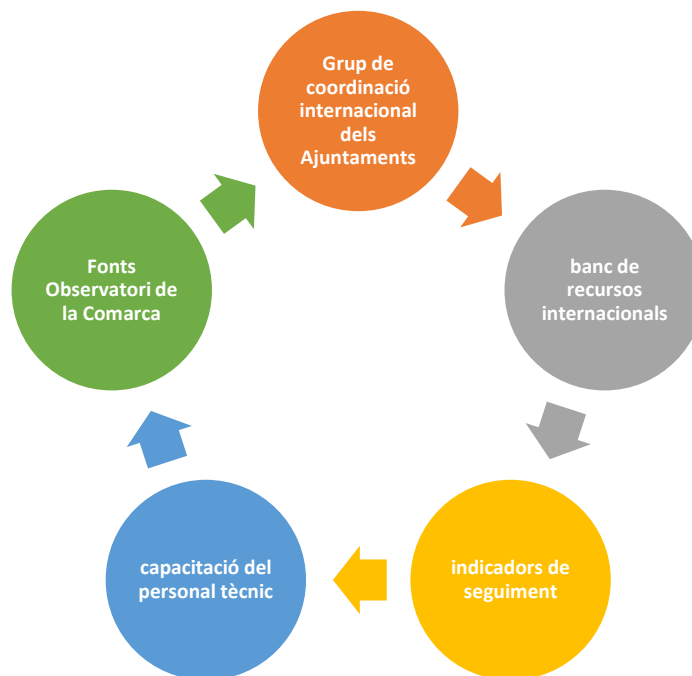 Grup de
coordinació
internacional
dels
Ajuntaments
banc de
recursos
internacionals
indicadors de
seguiment
capacitació del
personal tècnic
Fonts
Observatori de
la Comarca